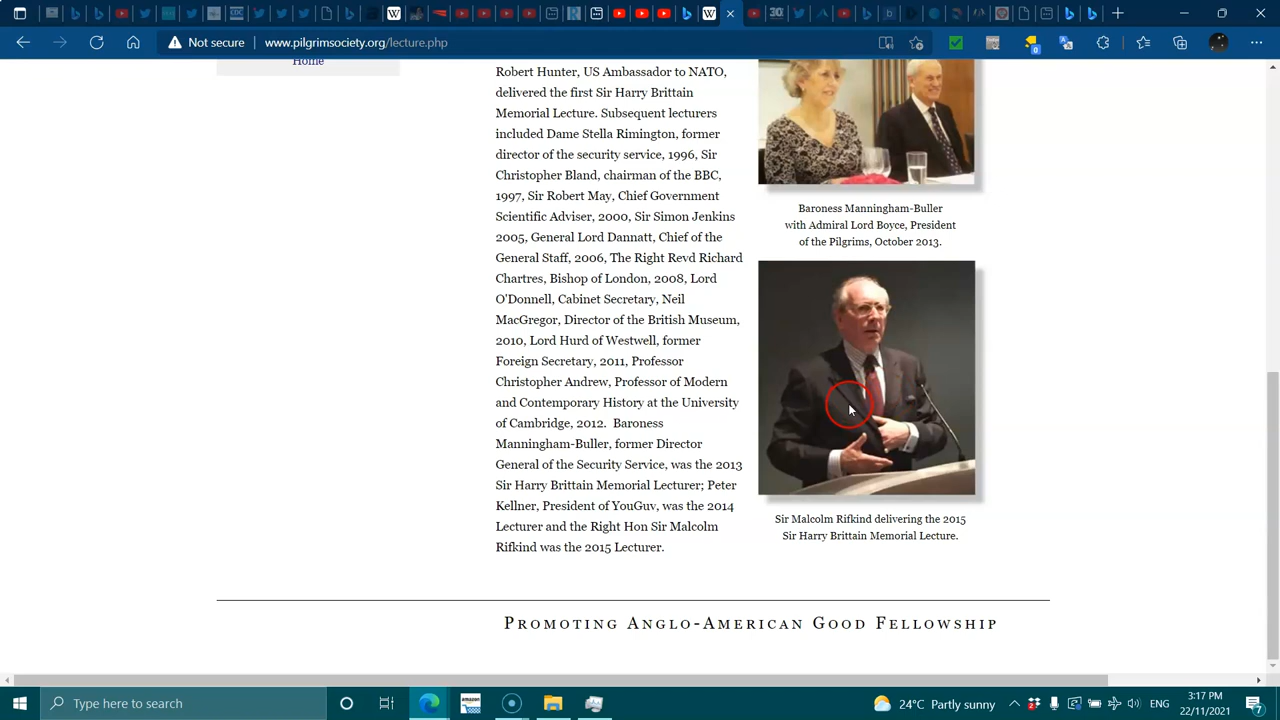 Not secure
www.pilgrimsociety.org/lecture.php
Home
Robert Hunter, US Ambassador to NATO,
delivered the first Sir Harry Brittain
Memorial Lecture. Subsequent lecturers
included Dame Stella Rimington, former
director of the security service, 1996, Sir
Christopher Bland, chairman of the BBC,
1997, Sir Robert May, Chief Government
Scientific Adviser, 2000, Sir Simon Jenkins
2005, General Lord Dannatt, Chief of the
General Staff, 2006, The Right Revd Richard
Chartres, Bishop of London, 2008, Lord
O'Donnell, Cabinet Secretary, Neil
MacGregor, Director of the British Museum,
2010, Lord Hurd of Westwell, former
Foreign Secretary, 2011, Professor
Christopher Andrew, Professor of Modern
and Contemporary History at the University
of Cambridge, 2012.  Baroness
Manningham-Buller, former Director
General of the Security Service, was the 2013
Sir Harry Brittain Memorial Lecturer; Peter
Kellner, President of YouGuv, was the 2014
Lecturer and the Right Hon Sir Malcolm
Rifkind was the 2015 Lecturer.
Baroness Manningham-Buller
with Admiral Lord Boyce, President
of the Pilgrims, October 2013.
Sir Malcolm Rifkind delivering the 2015
Sir Harry Brittain Memorial Lecture.
Promoting Anglo-American Good Fellowship
Type here to search
amazon
24°C Partly sunny
ENG
3:17 PM
22/11/2021